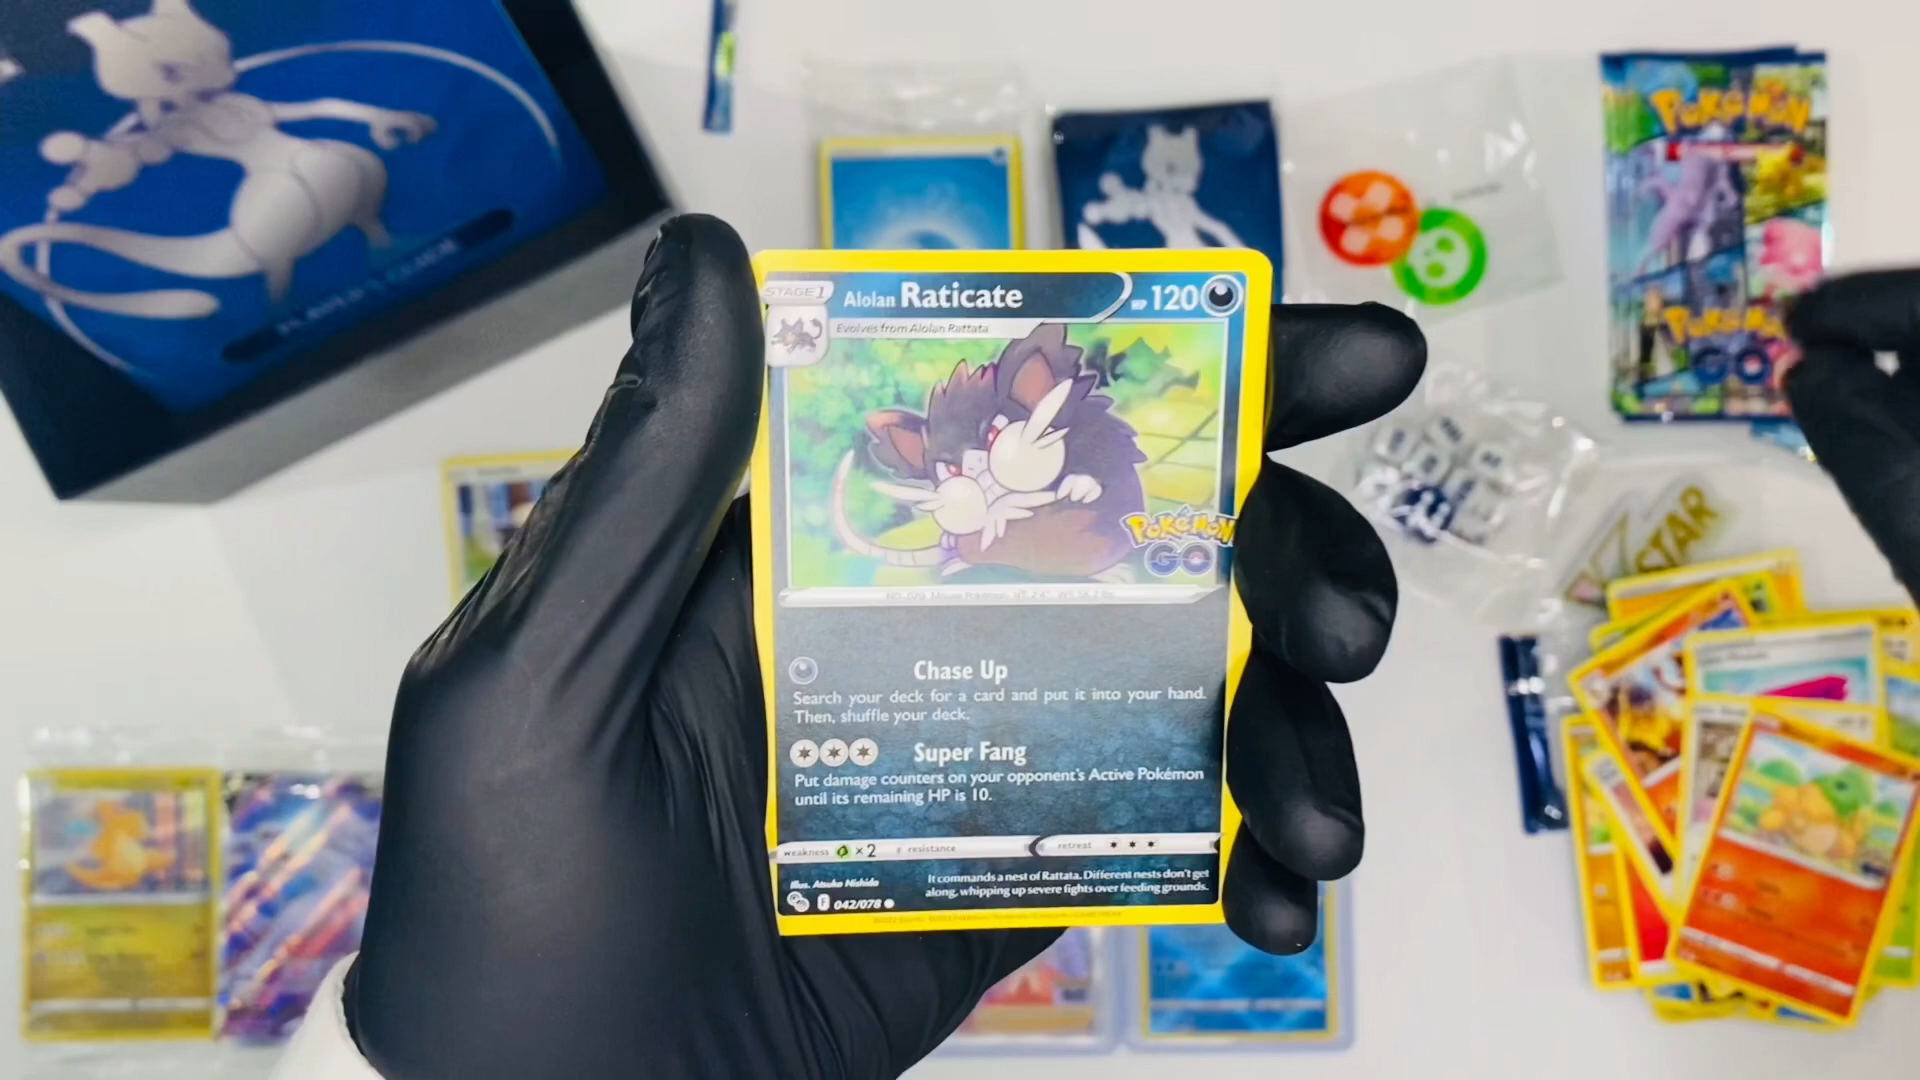 STAGE 1
Alolan Raticate
HP 120
Evolves from Alolan Rattata
Pokémon
GO
Chase Up
Search your deck for a card and put it into your hand.
Then, shuffle your deck.
Super Fang
Put damage counters on your opponent's Active Pokémon
until its remaining HP is 10.
weakness ×2 resistance retreat
Illus. Atsuko Nishida
It commands a nest of Rattata. Different nests don't get
along, whipping up severe fights over feeding grounds.
F 042/078
POKÉMON
POKÉMON
GO
STAR